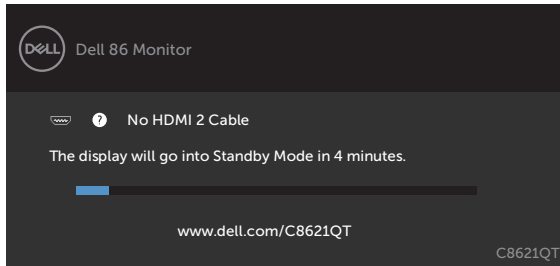 DELL Dell 86 Monitor
? No HDMI 2 Cable
The display will go into Standby Mode in 4 minutes.
www.dell.com/C8621QT
C8621QT